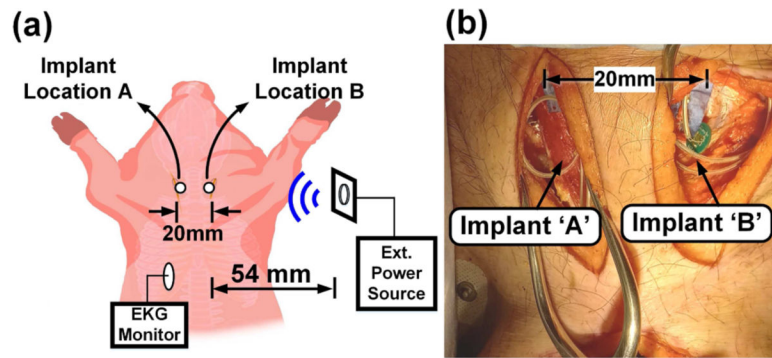 (a)
Implant
Location A
Implant
Location B
20mm
54 mm
EKG
Monitor
Ext.
Power
Source
(b)
20mm
Implant 'A'
Implant 'B'